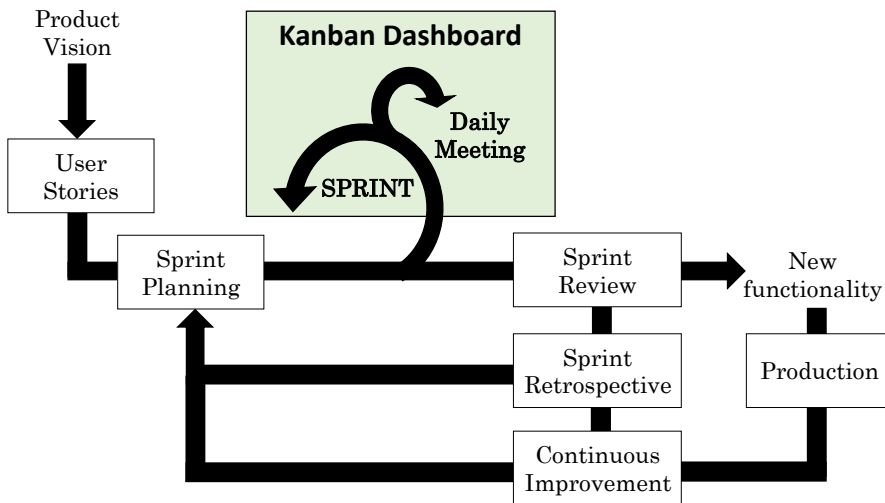 Product
Vision
Kanban Dashboard
Daily
Meeting
SPRINT
User
Stories
Sprint
Planning
Sprint
Review
New
functionality
Sprint
Retrospective
Production
Continuous
Improvement